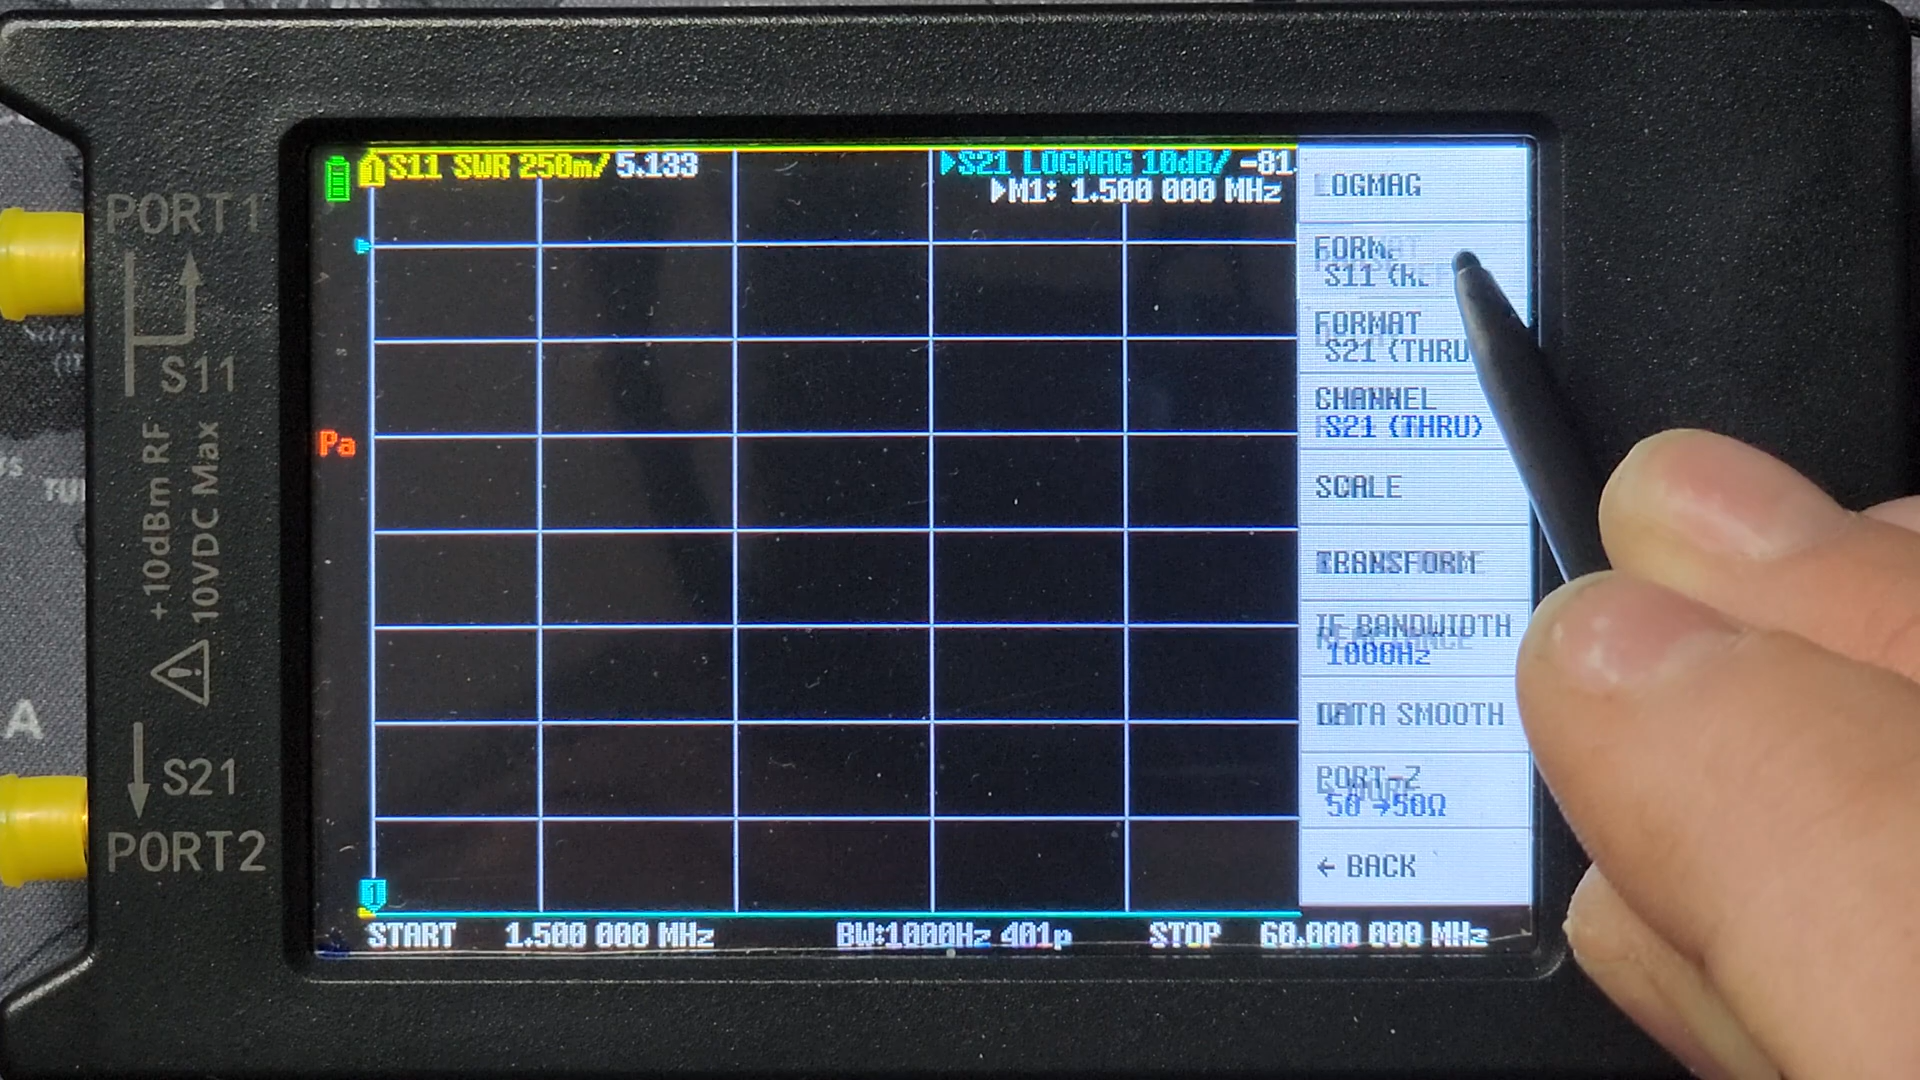 S11 SWR 250m/ 5.133
S21 LOGMAG 10dB/ -81
M1: 1.500 000 MHz
LOGMAG
FORMAT
S11
FORMAT
S21 (THRU
CHANNEL
S21 (THRU)
SCALE
TRANSFORM
IF BANDWIDTH
1000Hz
DATA SMOOTH
PORT-Z
50 →50Ω
← BACK
Pa
1
1
START 1.500 000 MHz
BW:1000Hz 401p
STOP 60.000 000 MHz
PORT1
S11
+10dBm RF
10VDC Max
S21
PORT2
A